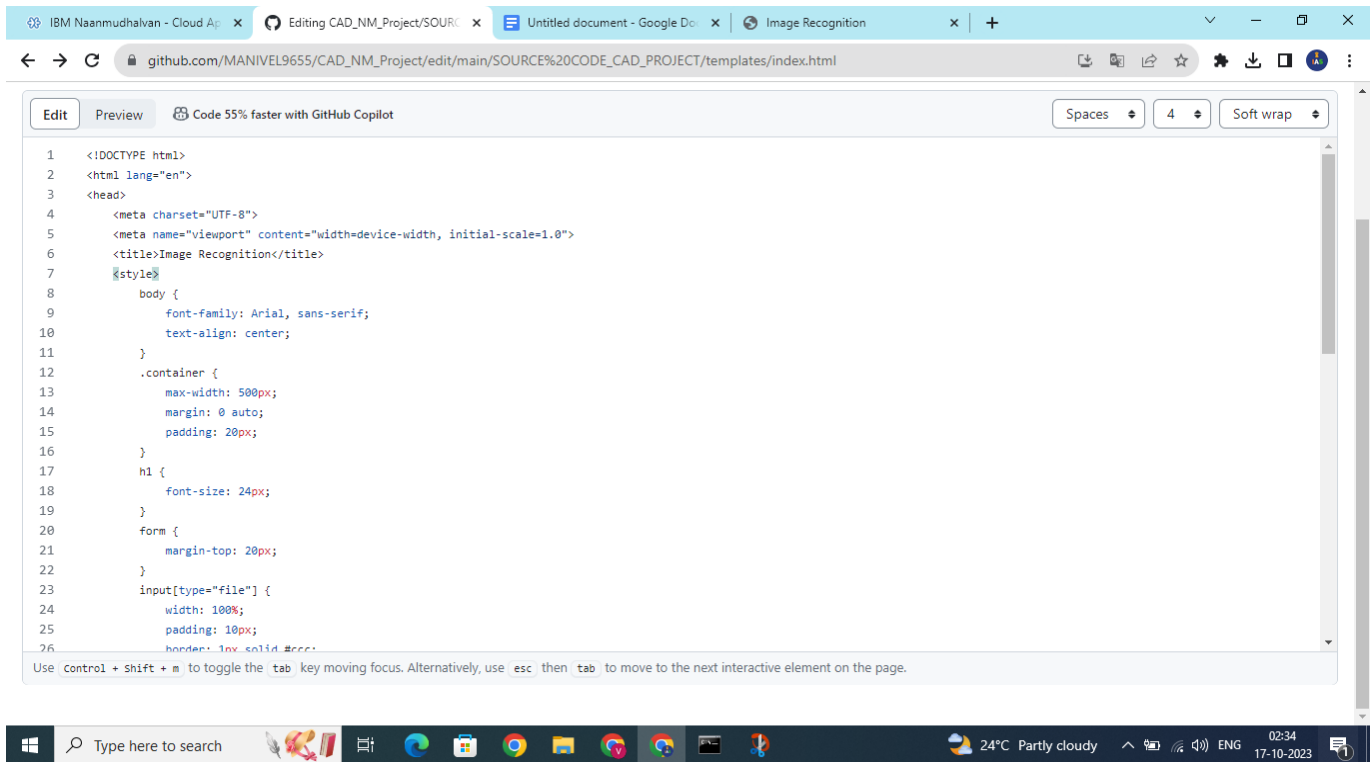 IBM Naanmudhalvan - Cloud Ap
Editing CAD_NM_Project/SOURC
Untitled document - Google Do
Image Recognition
github.com/MANIVEL9655/CAD_NM_Project/edit/main/SOURCE%20CODE_CAD_PROJECT/templates/index.html
Edit Preview Code 55% faster with GitHub Copilot Spaces 4 Soft wrap
1 <!DOCTYPE html>
2 <html lang="en">
3 <head>
4 <meta charset="UTF-8">
5 <meta name="viewport" content="width=device-width, initial-scale=1.0">
6 <title>Image Recognition</title>
7 <style>
8 body {
9 font-family: Arial, sans-serif;
10 text-align: center;
11 }
12 .container {
13 max-width: 500px;
14 margin: 0 auto;
15 padding: 20px;
16 }
17 h1 {
18 font-size: 24px;
19 }
20 form {
21 margin-top: 20px;
22 }
23 input[type="file"] {
24 width: 100%;
25 padding: 10px;
26 border: 1px solid #ccc;
Use Control + Shift + m to toggle the tab key moving focus. Alternatively, use esc then tab to move to the next interactive element on the page.
Type here to search
24°C Partly cloudy
ENG
02:34
17-10-2023
1